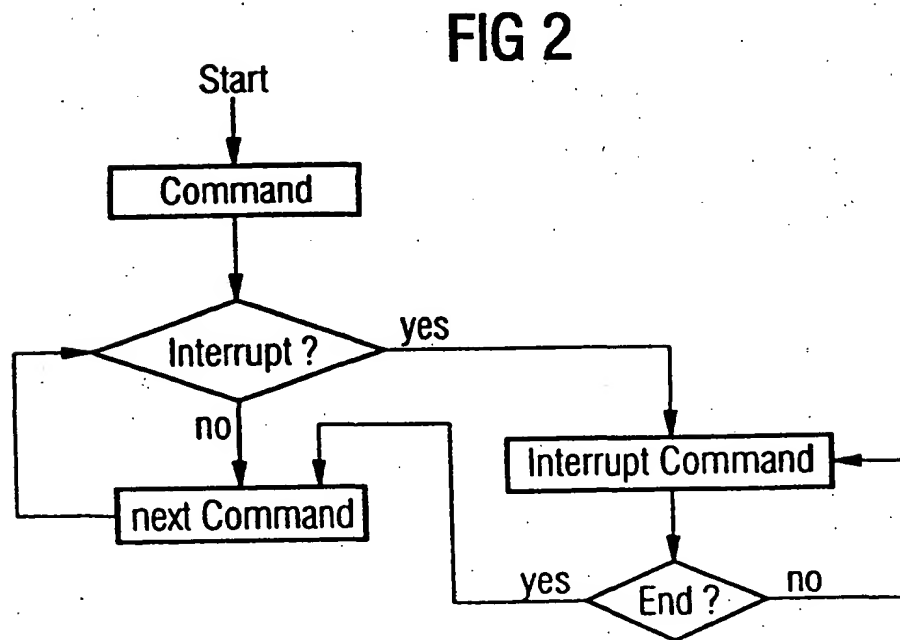 FIG 2
Start
Command
Interrupt ?
yes
no
Interrupt Command
next Command
yes
End ?
no